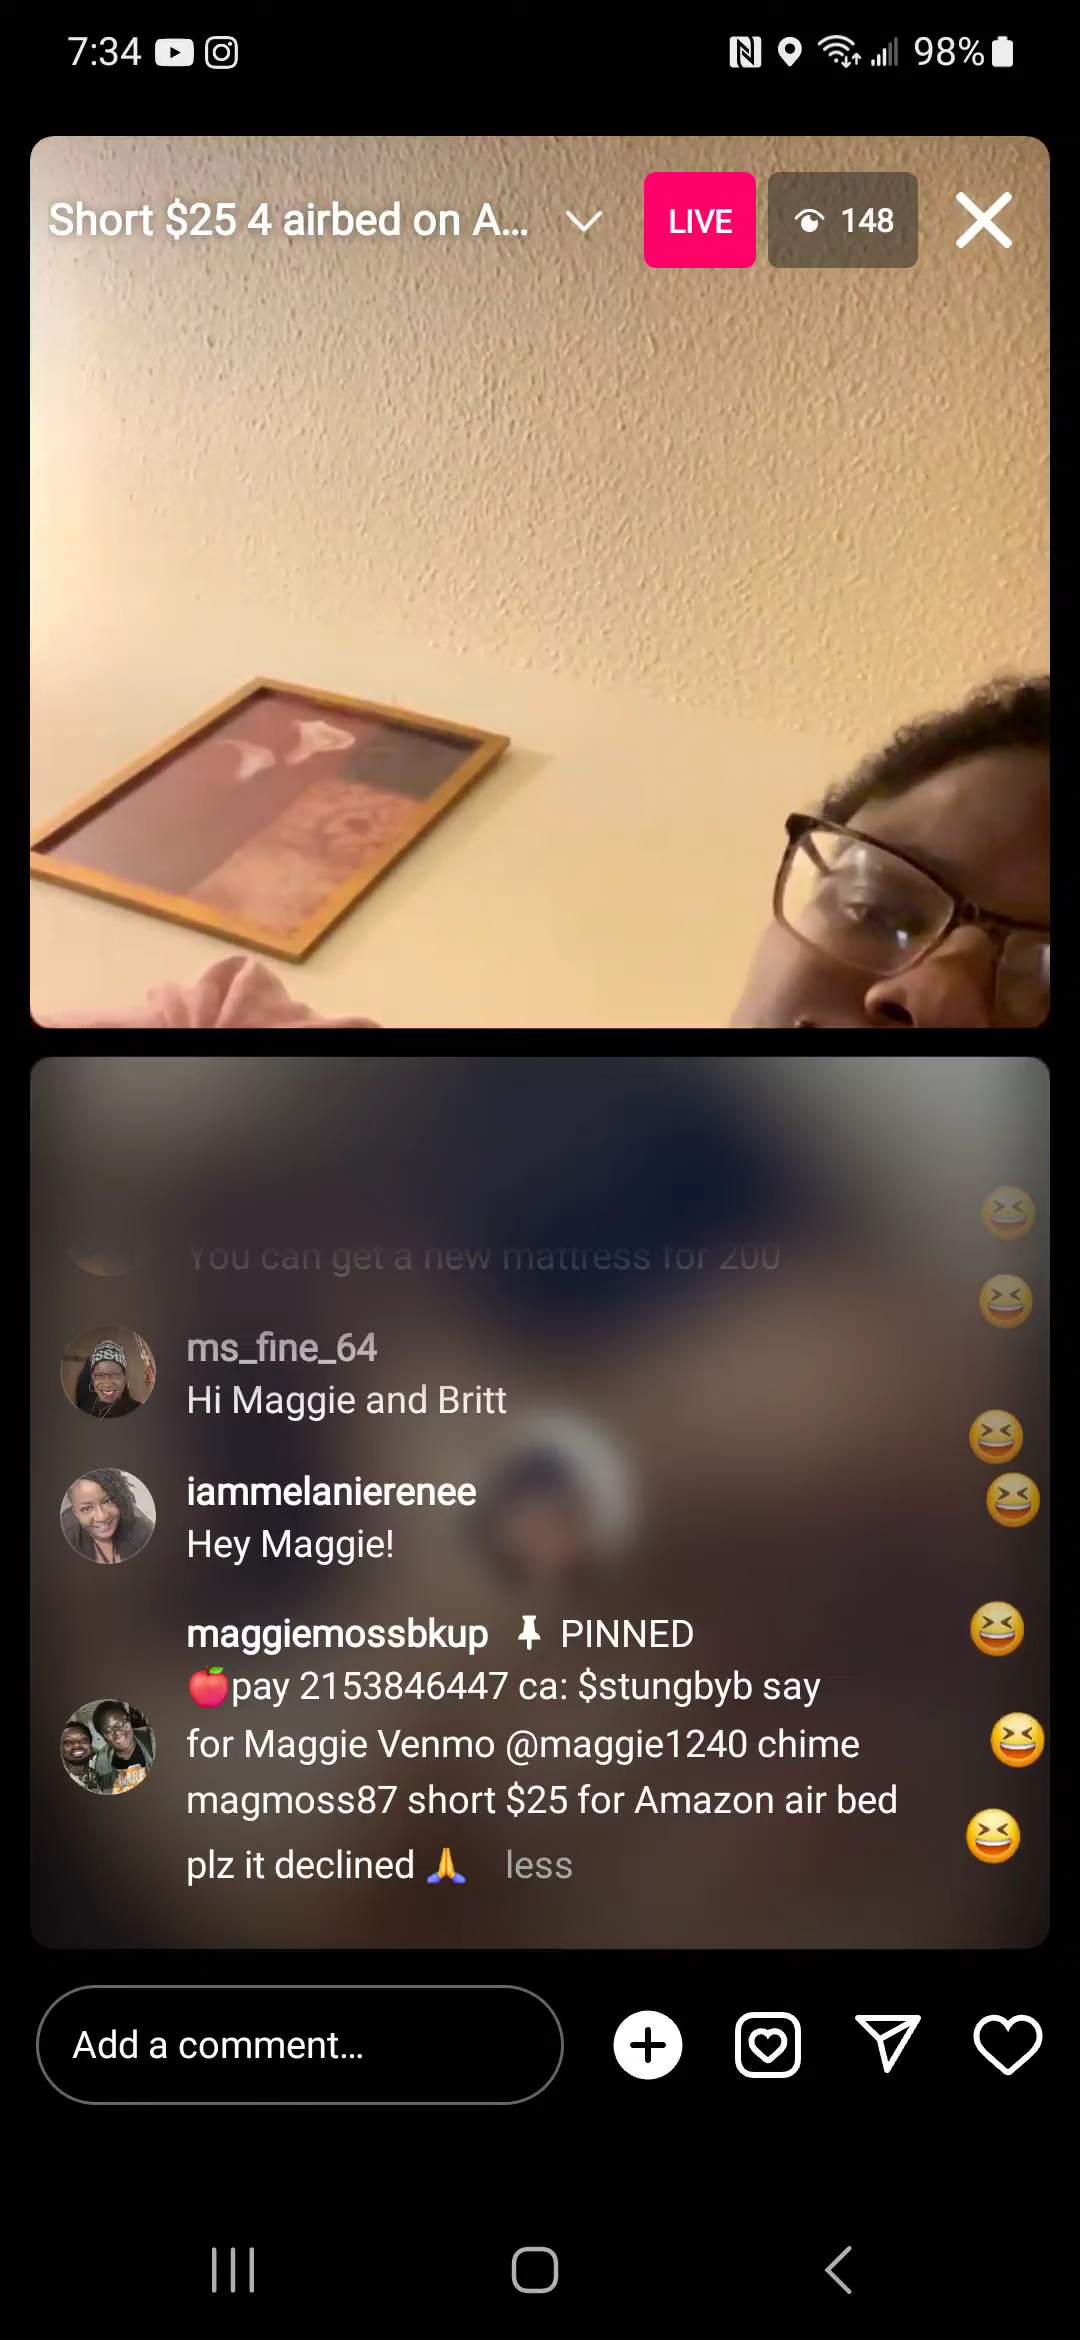 7:34
98%
Short $25 4 airbed on A...
LIVE
148
You can get a new mattress for 200
ms_fine_64
Hi Maggie and Britt
iammelanierenee
Hey Maggie!
maggiemossbkup 📌 PINNED
🍎pay 2153846447 ca: $stungbyb say
for Maggie Venmo @maggie1240 chime
magmoss87 short $25 for Amazon air bed
plz it declined 🙏 less
Add a comment...